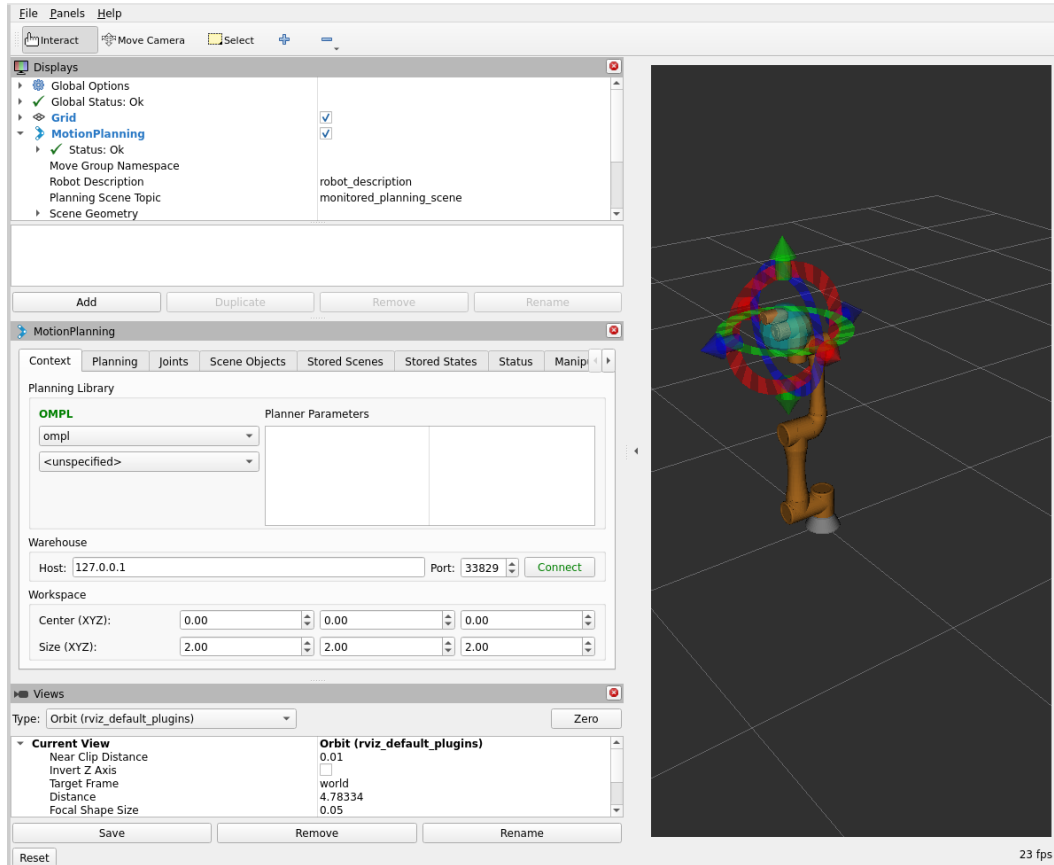 File Panels Help
Interact Move Camera Select
Displays
Global Options
Global Status: Ok
Grid
MotionPlanning
Status: Ok
Move Group Namespace
Robot Description robot_description
Planning Scene Topic monitored_planning_scene
Scene Geometry
Add Duplicate Remove Rename
MotionPlanning
Context Planning Joints Scene Objects Stored Scenes Stored States Status Manip
Planning Library
OMPL Planner Parameters
ompl
<unspecified>
Warehouse
Host: 127.0.0.1 Port: 33829 Connect
Workspace
Center (XYZ): 0.00 0.00 0.00
Size (XYZ): 2.00 2.00 2.00
Views
Type: Orbit (rviz_default_plugins) Zero
Current View Orbit (rviz_default_plugins)
Near Clip Distance 0.01
Invert Z Axis
Target Frame world
Distance 4.78334
Focal Shape Size 0.05
Save Remove Rename
Reset 23 fps